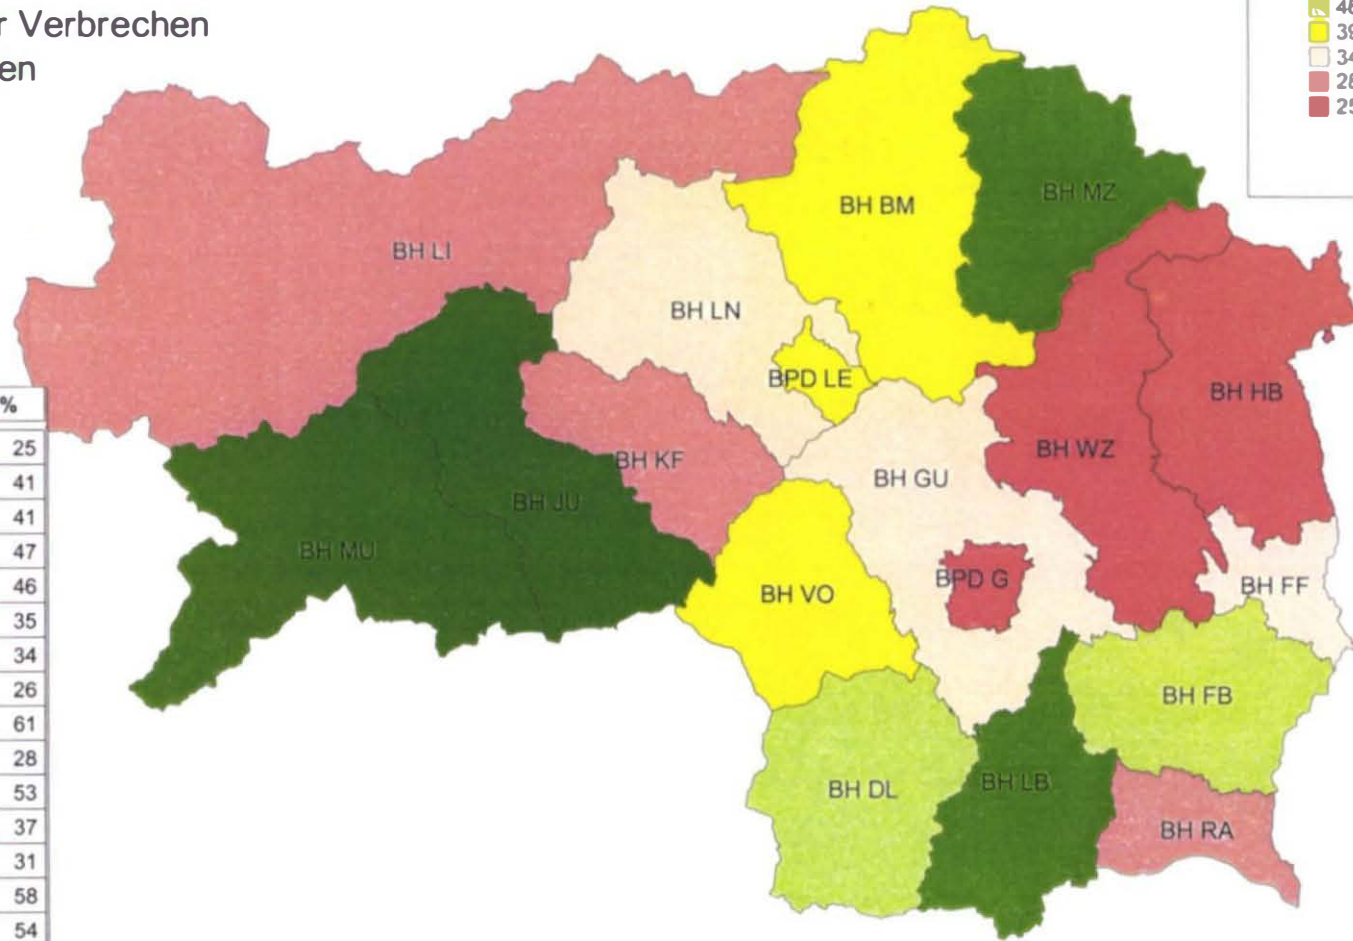 r Verbrechen
en
48
39
34
28
25
BH BM
BH MZ
BH LI
BH LN
BPD LE
BH HB
BH WZ
BH KF
BH GU
BH JU
BH MU
BPD G
BH VO
BH FF
BH FB
BH DL
BH LB
BH RA
%
25
41
41
47
46
35
34
26
61
28
53
37
31
58
54